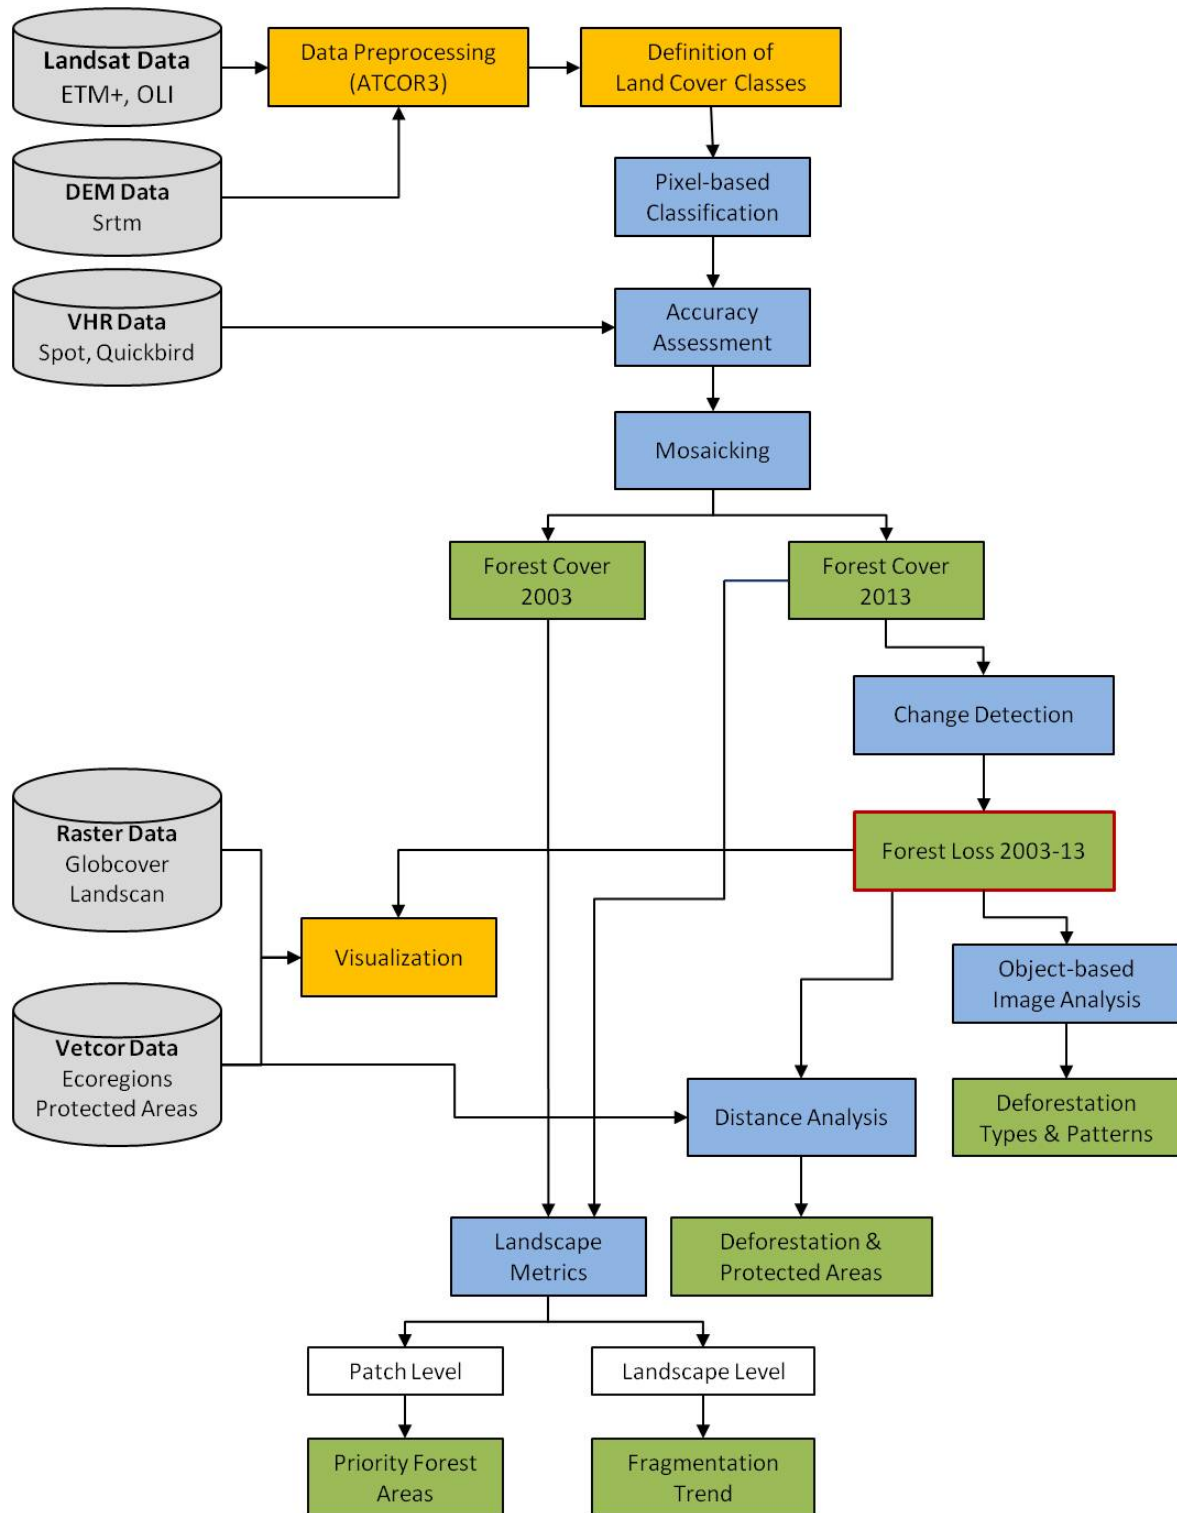 Landsat Data
ETM+, OLI
Data Preprocessing
(ATCOR3)
Definition of
Land Cover Classes
DEM Data
Srtm
Pixel-based
Classification
VHR Data
Spot, Quickbird
Accuracy
Assessment
Mosaicking
Forest Cover
2003
Forest Cover
2013
Change Detection
Raster Data
Globcover
Landscan
Forest Loss 2003-13
Visualization
Object-based
Image Analysis
Vetcor Data
Ecoregions
Protected Areas
Distance Analysis
Deforestation
Types & Patterns
Landscape
Metrics
Deforestation &
Protected Areas
Patch Level
Landscape Level
Priority Forest
Areas
Fragmentation
Trend